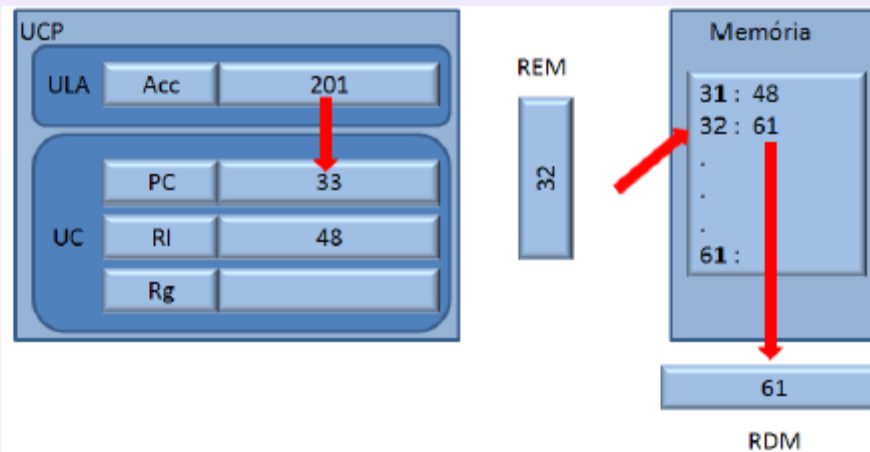 UCP
ULA Acc 201
UC
PC 33
RI 48
Rg
REM
32
Memória
31 : 48
32 : 61
.
.
.
61 :
61
RDM